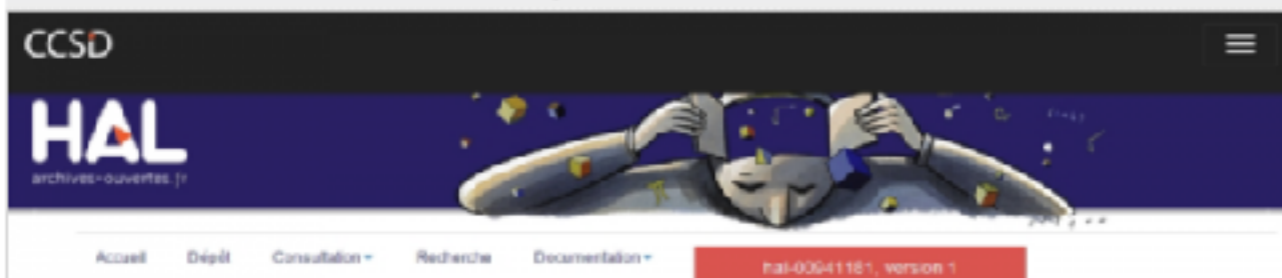 CCSD
HAL
archives-ouvertes.fr
Accueil Dépôt Consultation Recherche Documentation
hal-00941181, version 1